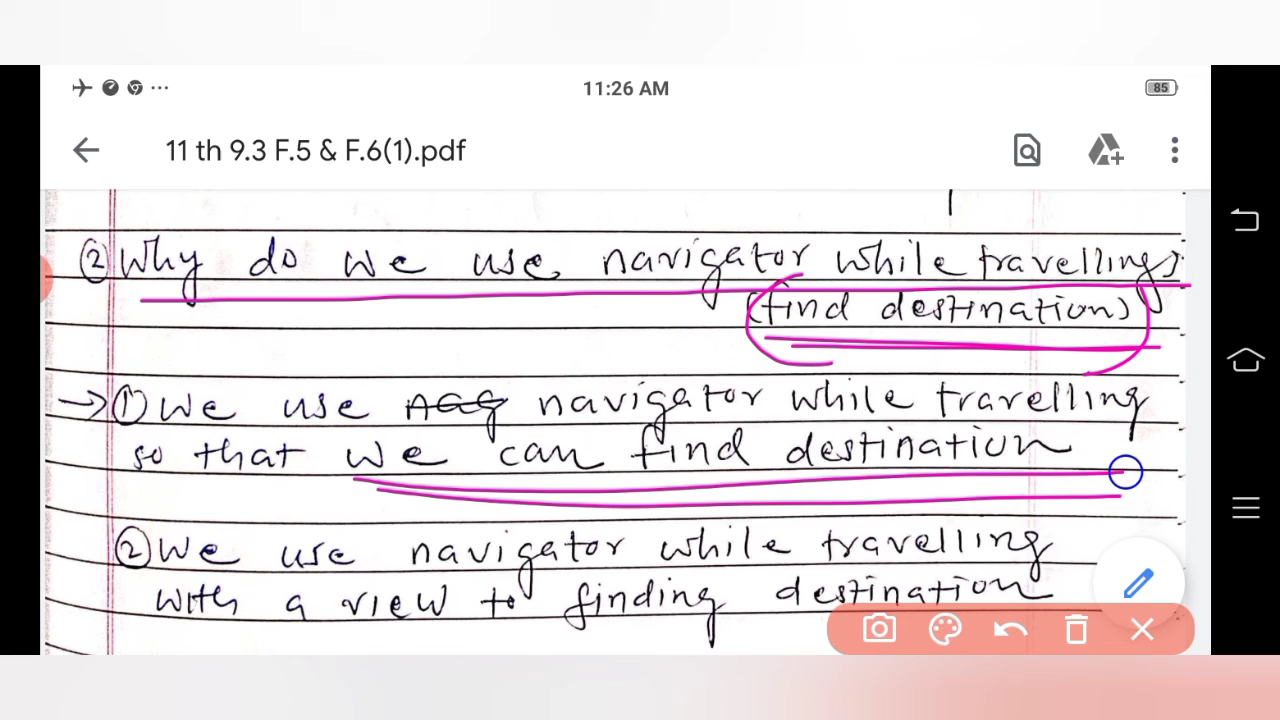 11:26 AM
85
11 th 9.3 F.5 & F.6(1).pdf
② Why do we use navigator while travellings.
(find destination)
→ ① We use navigator while travelling
so that we can find destination
② We use navigator while travelling
with a view to finding destination